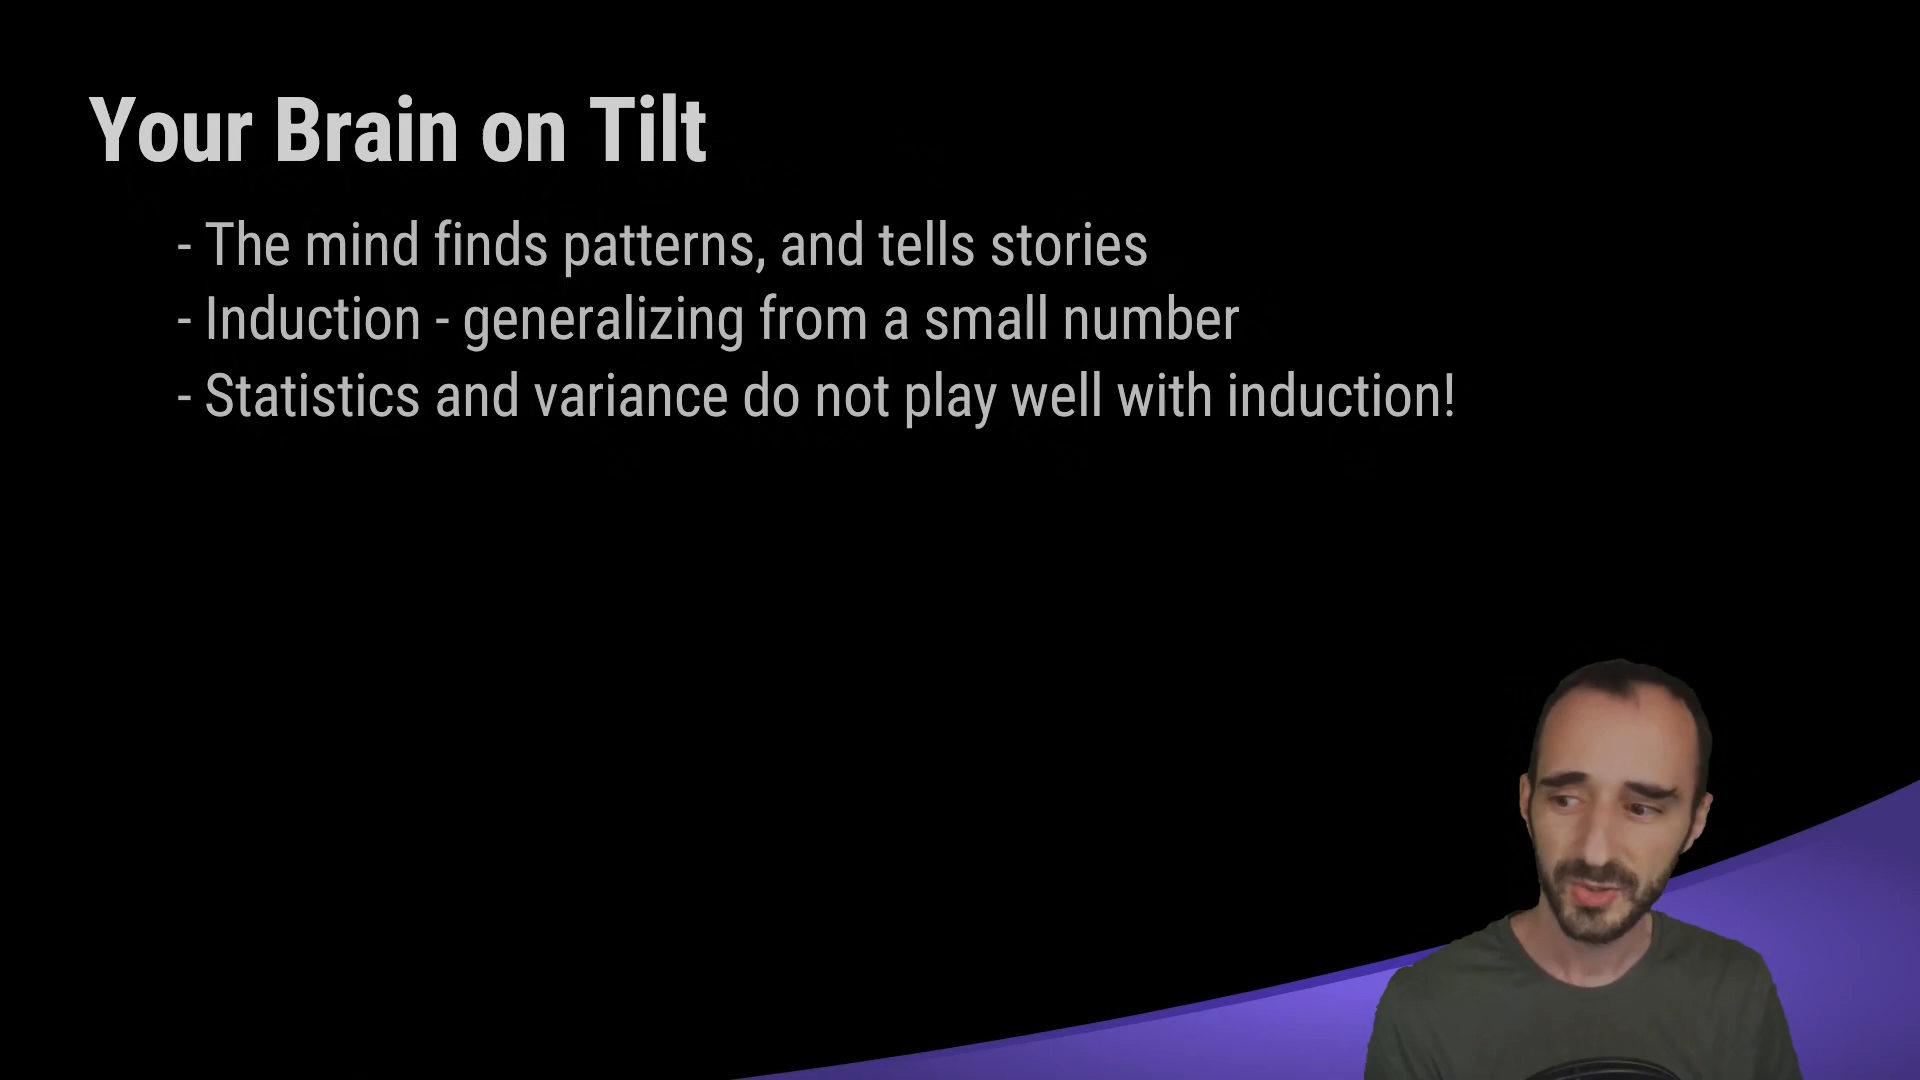 Your Brain on Tilt
- The mind finds patterns, and tells stories
- Induction - generalizing from a small number
- Statistics and variance do not play well with induction!